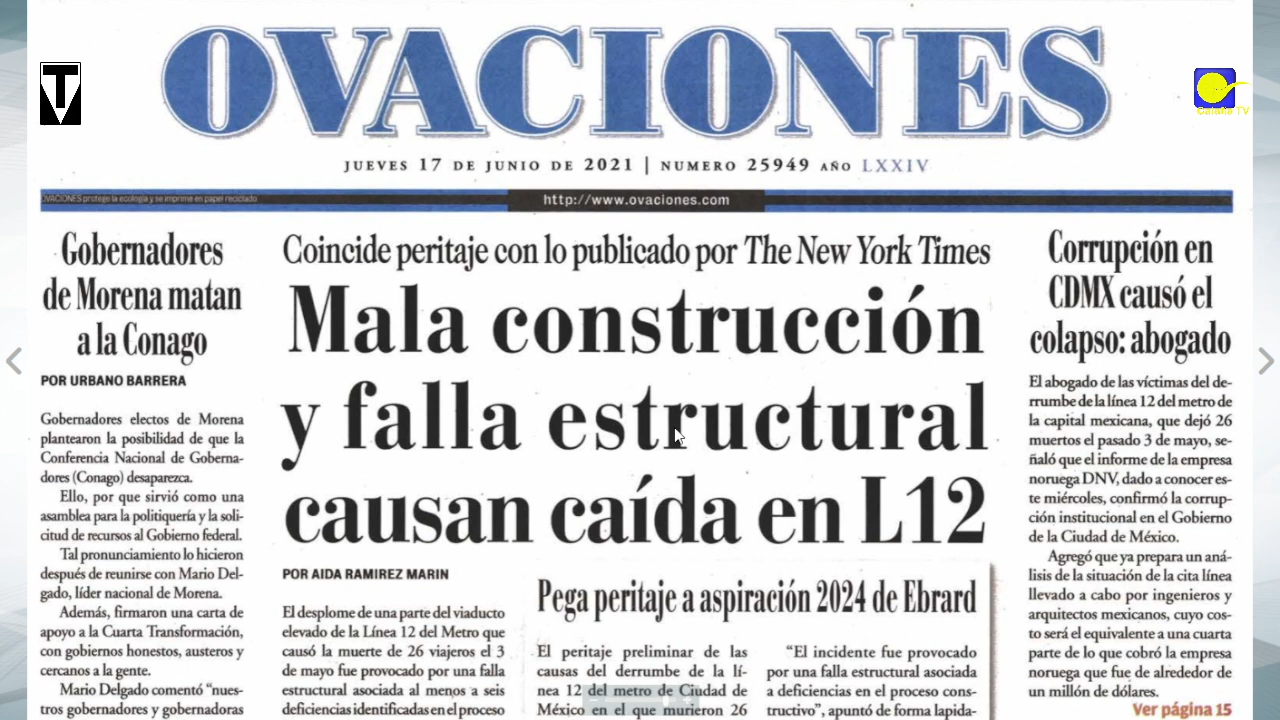 OVACIONES
JUEVES 17 DE JUNIO DE 2021 | NUMERO 25949 AÑO LXXIV
OVACIONES protege la ecología y se imprime en papel reciclado
http://www.ovaciones.com
Galaxia TV
Gobernadores
de Morena matan
a la Conago
POR URBANO BARRERA
Gobernadores electos de Morena
plantearon la posibilidad de que la
Conferencia Nacional de Goberna-
dores (Conago) desaparezca.
Ello, por que sirvió como una
asamblea para la politiquería y la soli-
citud de recursos al Gobierno federal.
Tal pronunciamiento lo hicieron
después de reunirse con Mario Del-
gado, líder nacional de Morena.
Además, firmaron una carta de
apoyo a la Cuarta Transformación,
con gobiernos honestos, austeros y
cercanos a la gente.
Mario Delgado comentó “nues-
tros gobernadores y gobernadoras
Coincide peritaje con lo publicado por The New York Times
Mala construcción
y falla estructural
causan caída en L12
POR AIDA RAMIREZ MARIN
El desplome de una parte del viaducto
elevado de la Línea 12 del Metro que
causó la muerte de 26 viajeros el 3
de mayo fue provocado por una falla
estructural asociada al menos a seis
deficiencias identificadas en el proceso
Pega peritaje a aspiración 2024 de Ebrard
El peritaje preliminar de las
causas del derrumbe de la lí-
nea 12 del metro de Ciudad de
México en el que murieron 26
“El incidente fue provocado
por una falla estructural asociada
a deficiencias en el proceso cons-
tructivo”, apuntó de forma lapida-
Corrupción en
CDMX causó el
colapso: abogado
El abogado de las víctimas del de-
rrumbe de la línea 12 del metro de
la capital mexicana, que dejó 26
muertos el pasado 3 de mayo, se-
ñaló que el informe de la empresa
noruega DNV, dado a conocer es-
te miércoles, confirmó la corrup-
ción institucional en el Gobierno
de la Ciudad de México.
Agregó que ya prepara un aná-
lisis de la situación de la cita línea
llevado a cabo por ingenieros y
arquitectos mexicanos, cuyo cos-
to será el equivalente a una cuarta
parte de lo que cobró la empresa
noruega que fue de alrededor de
un millón de dólares.
Ver página 15